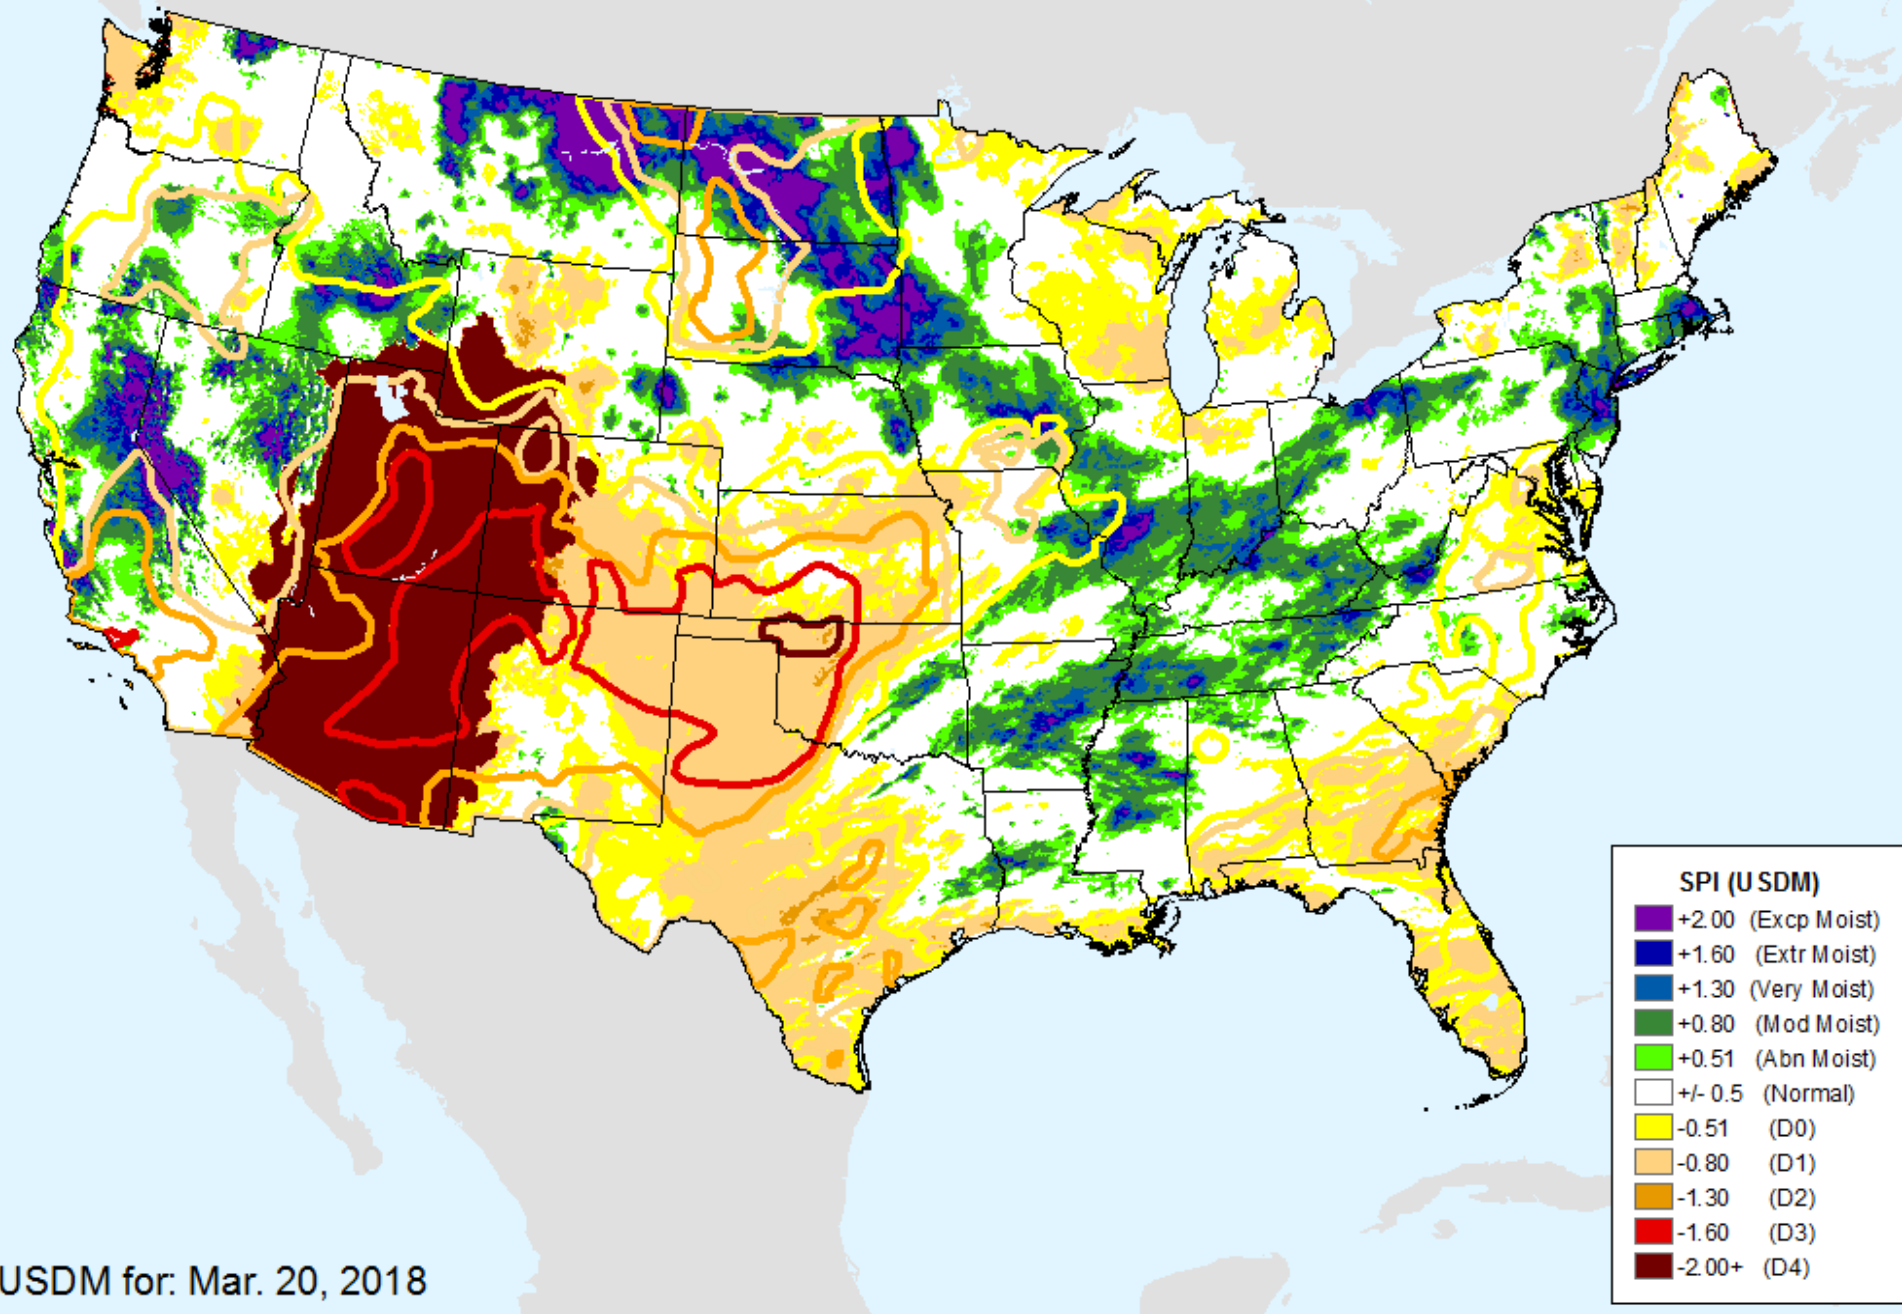 SPI (USDM)
+2.00 (Excp Moist)
+1.60 (Extr Moist)
+1.30 (Very Moist)
+0.80 (Mod Moist)
+0.51 (Abn Moist)
+/- 0.5 (Normal)
-0.51 (D0)
-0.80 (D1)
-1.30 (D2)
-1.60 (D3)
-2.00+ (D4)
USDM for: Mar. 20, 2018